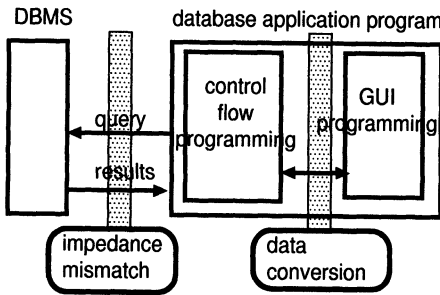 DBMS
database application program
query
results
control
flow
programming
GUI
programming
impedance
mismatch
data
conversion